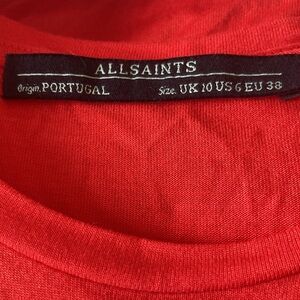 ALLSAINTS
Origin. PORTUGAL Size. UK 10 US 6 EU 38